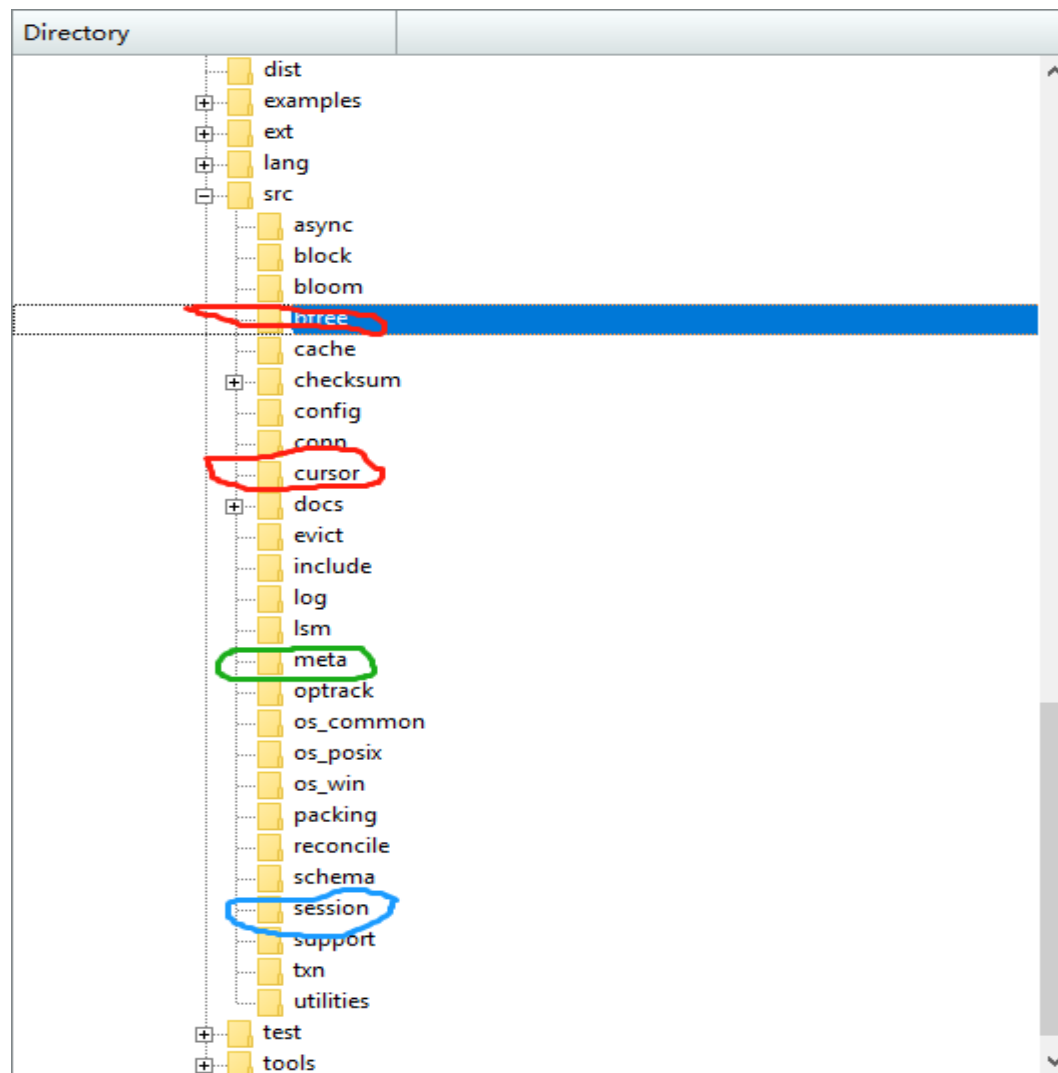 Directory
dist
examples
ext
lang
src
async
block
bloom
btree
cache
checksum
config
conn
cursor
docs
evict
include
log
lsm
meta
optrack
os_common
os_posix
os_win
packing
reconcile
schema
session
support
txn
utilities
test
tools